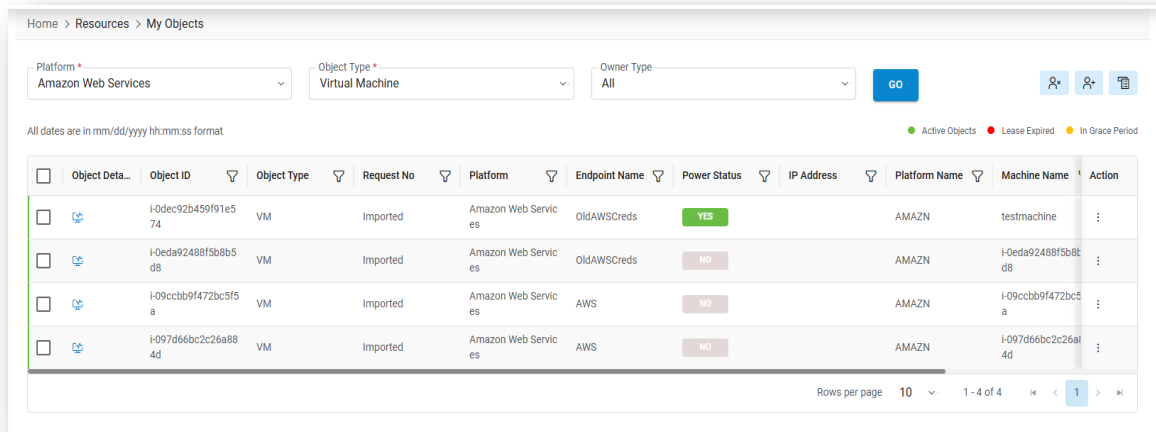 Home > Resources > My Objects
Platform *
Amazon Web Services
Object Type *
Virtual Machine
Owner Type
All
GO
All dates are in mm/dd/yyyy hh:mm:ss format
Active Objects
Lease Expired
In Grace Period
Object Deta... Object ID Object Type Request No Platform Endpoint Name Power Status IP Address Platform Name Machine Name Action
i-0dec92b459f91e5
74
VM
Imported
Amazon Web Servic
es
OldAWSCreds
YES
AMAZN
testmachine
i-0eda92488f5b8b5
d8
VM
Imported
Amazon Web Servic
es
OldAWSCreds
NO
AMAZN
i-0eda92488f5b8b
d8
i-09ccbb9f472bc5f5
a
VM
Imported
Amazon Web Servic
es
AWS
NO
AMAZN
i-09ccbb9f472bc5
a
i-097d66bc2c26a88
4d
VM
Imported
Amazon Web Servic
es
AWS
NO
AMAZN
i-097d66bc2c26a
4d
Rows per page 10 1 - 4 of 4 1